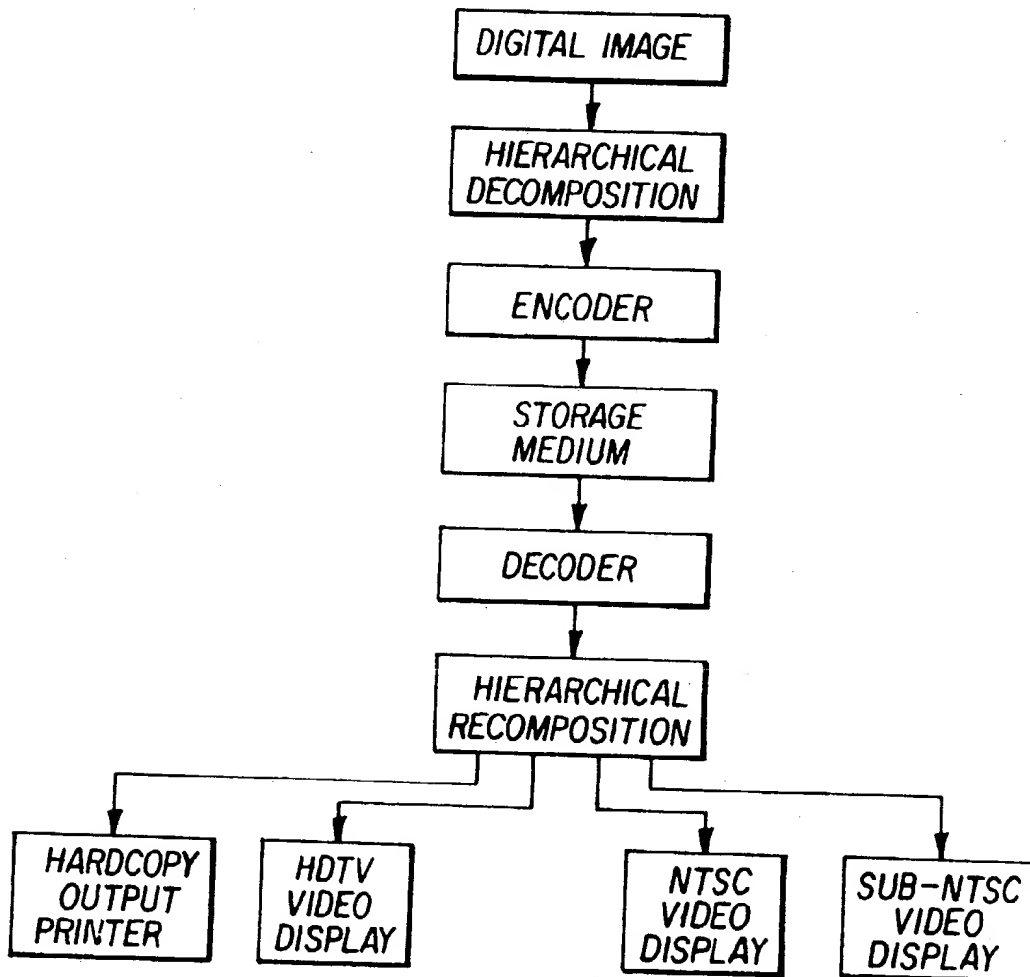 DIGITAL IMAGE
HIERARCHICAL
DECOMPOSITION
ENCODER
STORAGE
MEDIUM
DECODER
HIERARCHICAL
RECOMPOSITION
HARDCOPY
OUTPUT
PRINTER
HDTV
VIDEO
DISPLAY
NTSC
VIDEO
DISPLAY
SUB-NTSC
VIDEO
DISPLAY